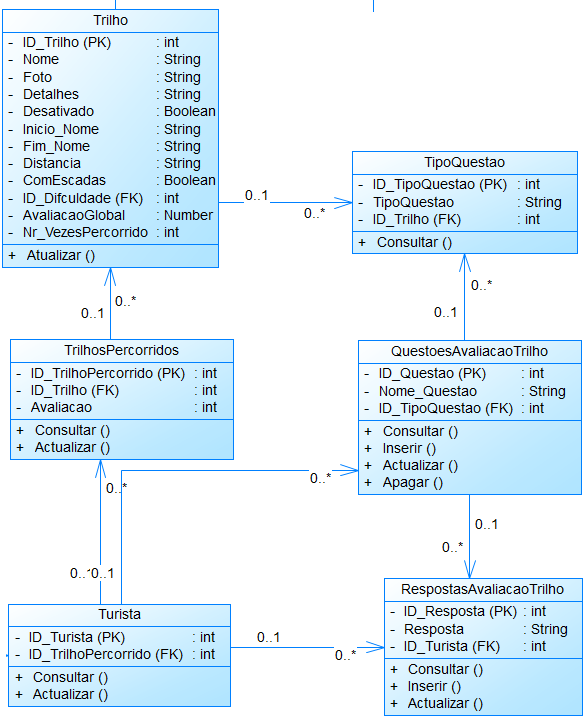 Trilho
- ID_Trilho (PK) : int
- Nome : String
- Foto : String
- Detalhes : String
- Desativado : Boolean
- Inicio_Nome : String
- Fim_Nome : String
- Distancia : String
- ComEscadas : Boolean
- ID_Difculdade (FK) : int
- AvaliacaoGlobal : Number
- Nr_VezesPercorrido : int
+ Atualizar ()
0..1
0..*
TipoQuestao
- ID_TipoQuestao (PK) : int
- TipoQuestao : String
- ID_Trilho (FK) : int
+ Consultar ()
0..*
0..1
0..*
0..1
TrilhosPercorridos
- ID_TrilhoPercorrido (PK) : int
- ID_Trilho (FK) : int
- Avaliacao : int
+ Consultar ()
+ Actualizar ()
QuestoesAvaliacaoTrilho
- ID_Questao (PK) : int
- Nome_Questao : String
- ID_TipoQuestao (FK) : int
+ Consultar ()
+ Inserir ()
+ Actualizar ()
+ Apagar ()
0..*
0..*
0..1
0..*
0..1
0..1
Turista
- ID_Turista (PK) : int
- ID_TrilhoPercorrido (FK) : int
+ Consultar ()
+ Actualizar ()
0..1
0..*
RespostasAvaliacaoTrilho
- ID_Resposta (PK) : int
- Resposta : String
- ID_Turista (FK) : int
+ Consultar ()
+ Inserir ()
+ Actualizar ()